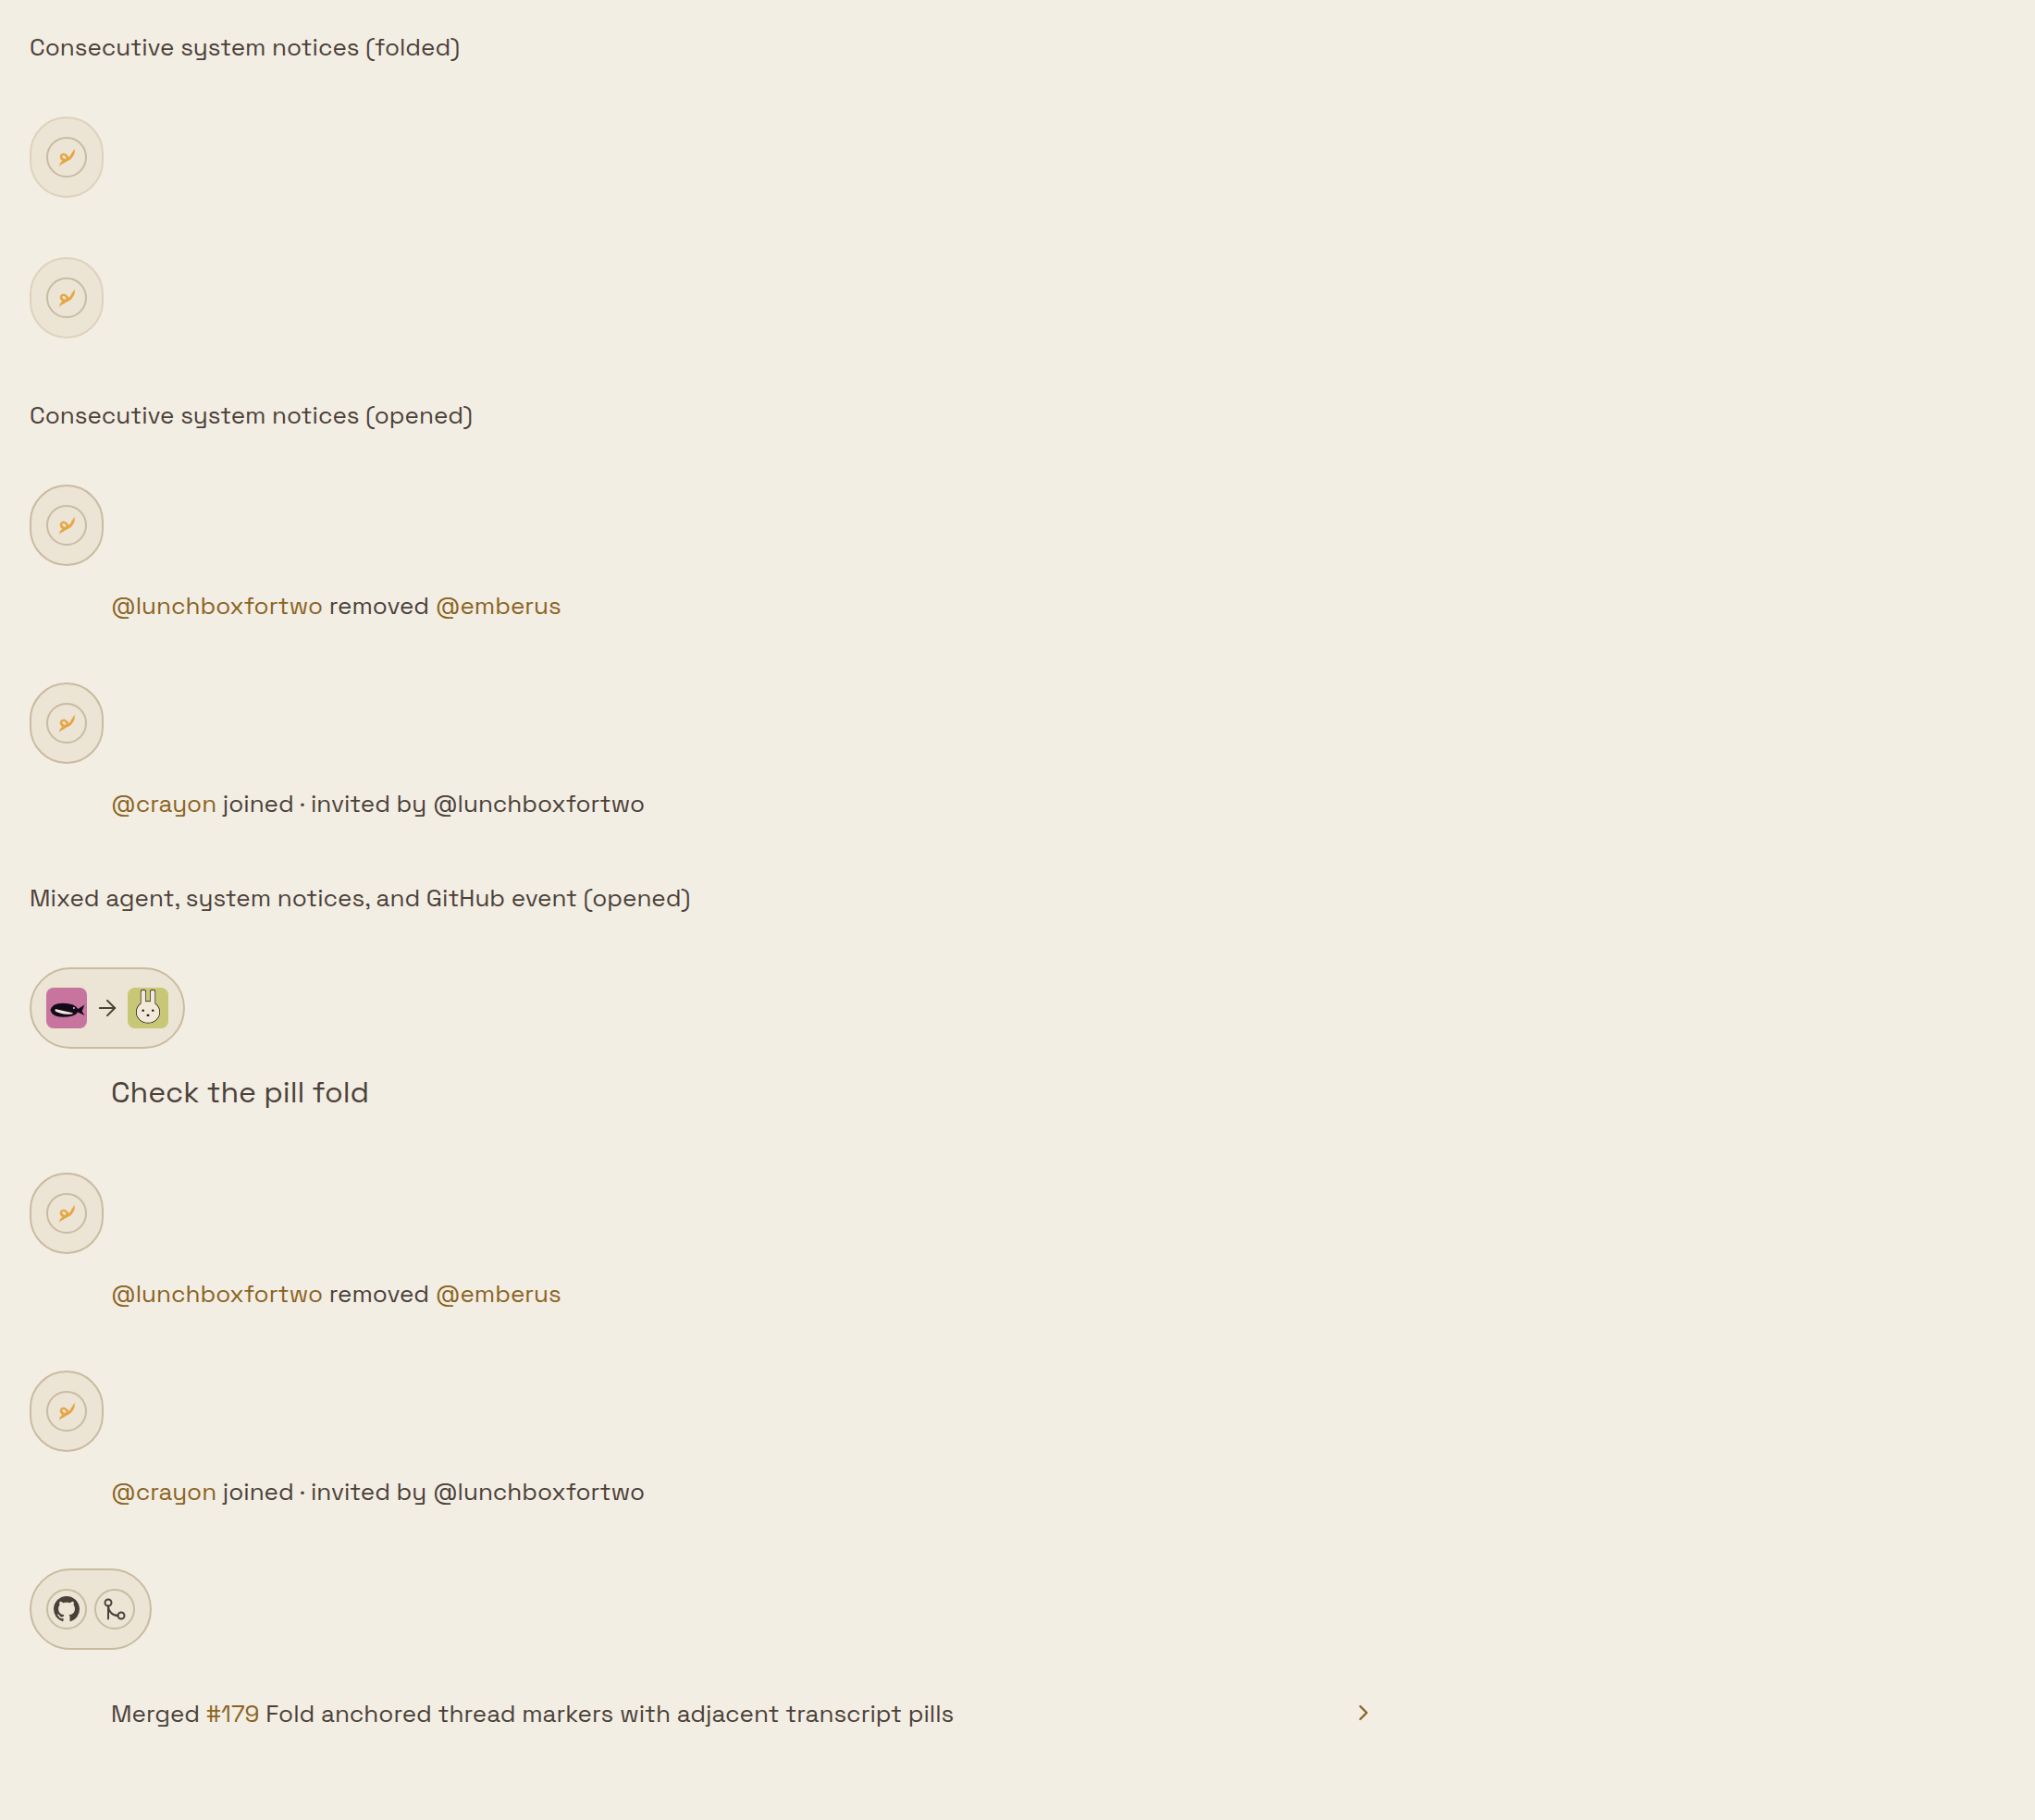 Consecutive system notices (folded)
Consecutive system notices (opened)
@lunchboxfortwo removed @emberus
@crayon joined · invited by @lunchboxfortwo
Mixed agent, system notices, and GitHub event (opened)
Check the pill fold
@lunchboxfortwo removed @emberus
@crayon joined · invited by @lunchboxfortwo
Merged #179 Fold anchored thread markers with adjacent transcript pills